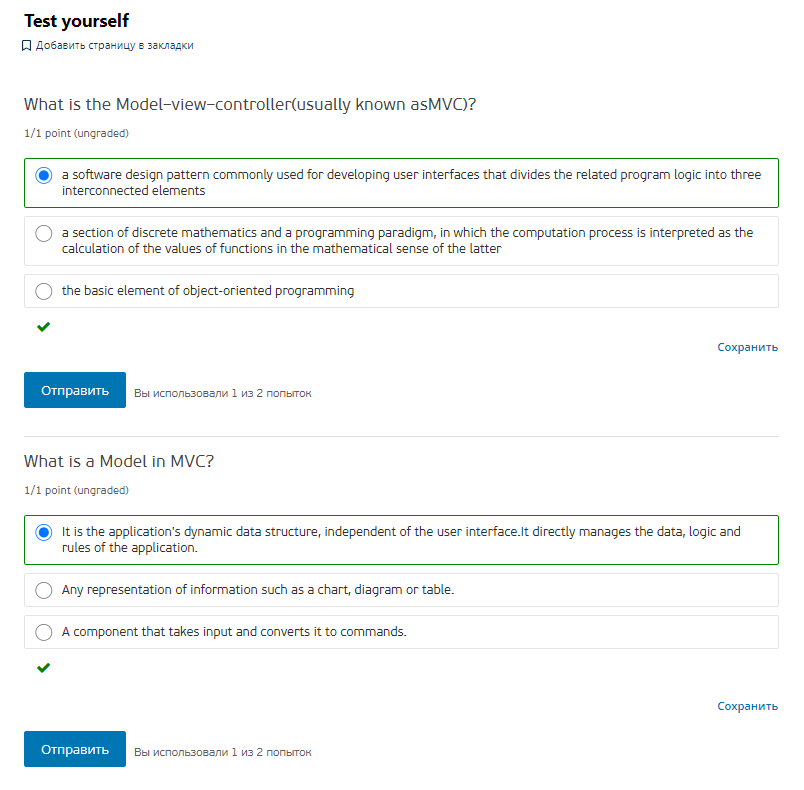 Test yourself
Добавить страницу в закладки
What is the Model-view-controller(usually known asMVC)?
1/1 point (ungraded)
a software design pattern commonly used for developing user interfaces that divides the related program logic into three
interconnected elements
a section of discrete mathematics and a programming paradigm, in which the computation process is interpreted as the
calculation of the values of functions in the mathematical sense of the latter
the basic element of object-oriented programming
Сохранить
Отправить Вы использовали 1 из 2 попыток
What is a Model in MVC?
1/1 point (ungraded)
It is the application's dynamic data structure, independent of the user interface.It directly manages the data, logic and
rules of the application.
Any representation of information such as a chart, diagram or table.
A component that takes input and converts it to commands.
Сохранить
Отправить Вы использовали 1 из 2 попыток